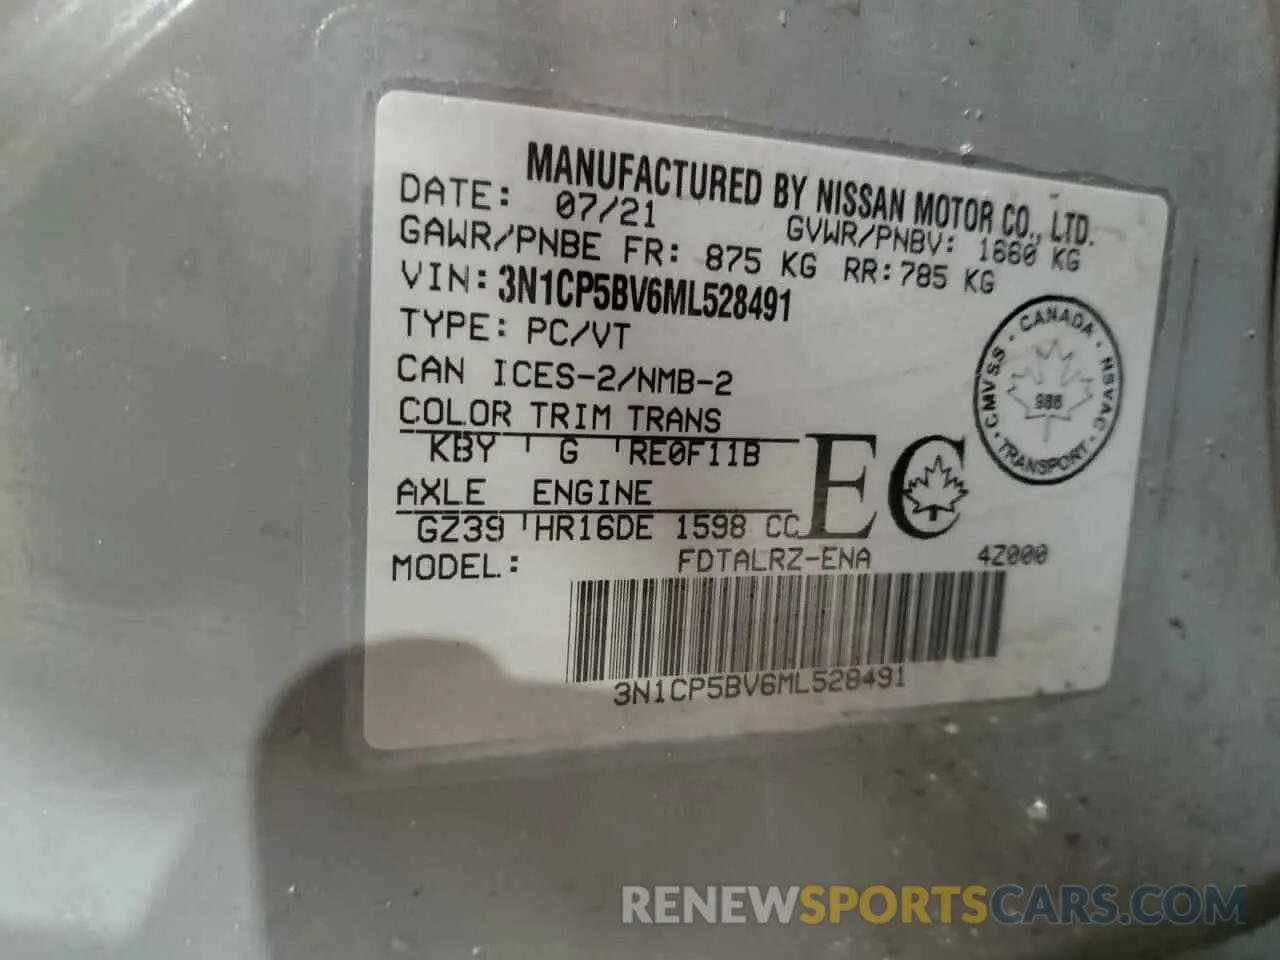 MANUFACTURED BY NISSAN MOTOR CO., LTD.
DATE: 07/21 GVWR/PNBV: 1660 KG
GAWR/PNBE FR: 875 KG RR:785 KG
VIN: 3N1CP5BV6ML528491
TYPE: PC/VT
CAN ICES-2/NMB-2
COLOR TRIM TRANS
KBY G RE0F11B
AXLE ENGINE
GZ39 HR16DE 1598 CC
EC
CANADA · NSVAC · TRANSPORT · CMVSS ·
986
MODEL: FDTALRZ-ENA 4Z000
3N1CP5BV6ML528491
RENEWSPORTSCARS.COM